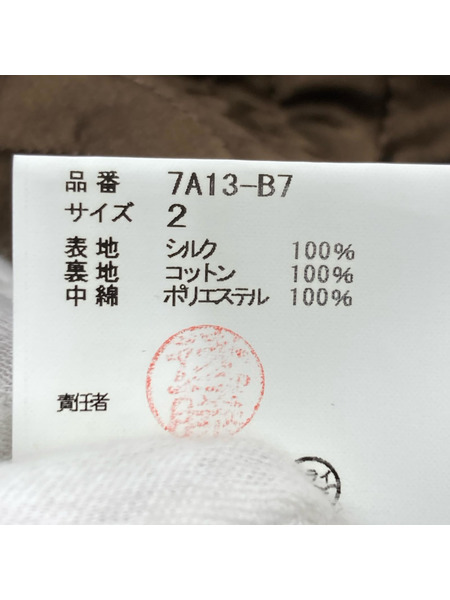 品番 7A13-B7
サイズ 2
表地 シルク 100%
裏地 コットン 100%
中綿 ポリエステル 100%
責任者